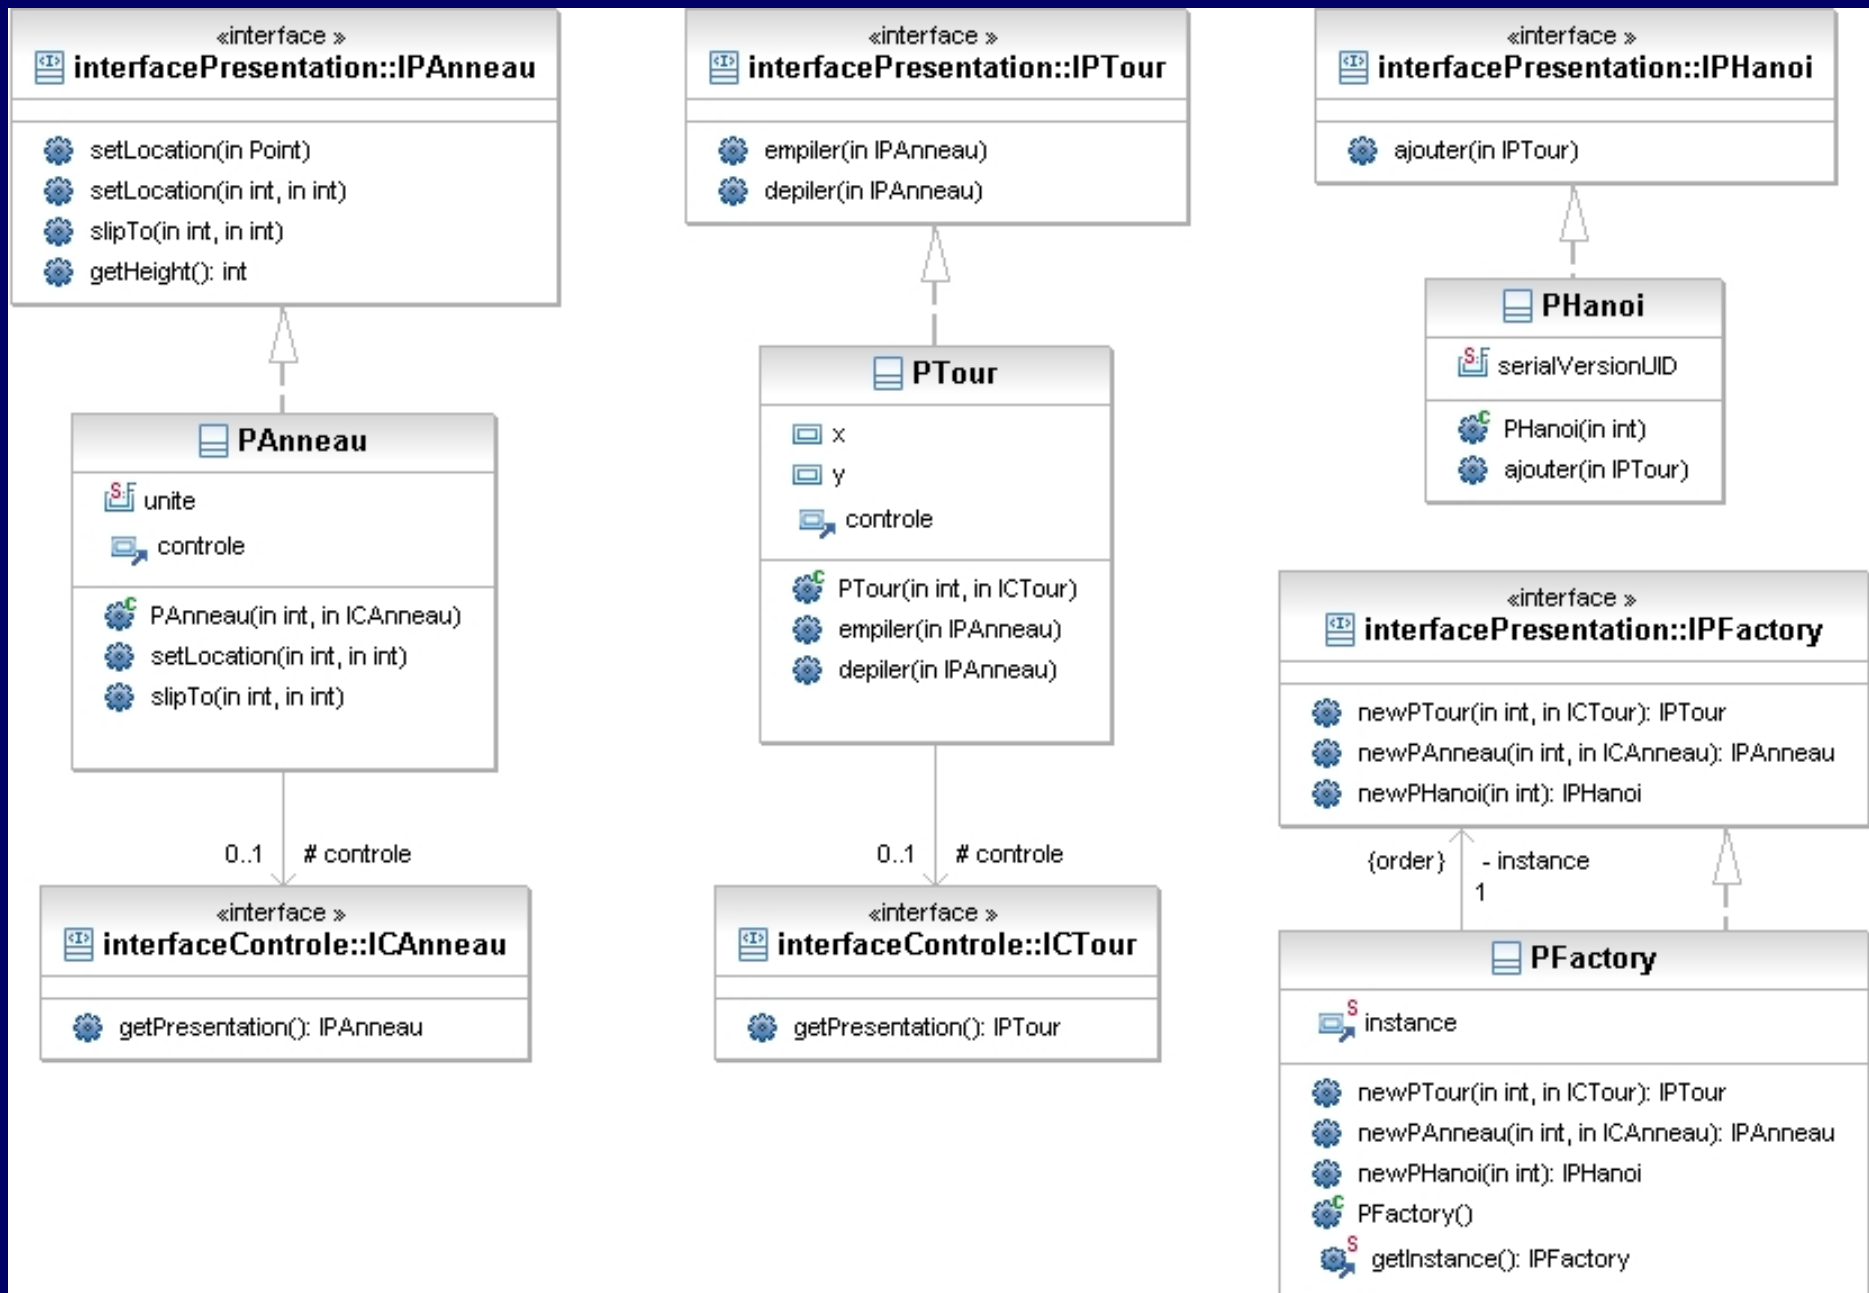 «interface »
interfacePresentation::IPAnneau
setLocation(in Point)
setLocation(in int, in int)
slipTo(in int, in int)
getHeight(): int
PAnneau
unite
controle
PAnneau(in int, in ICAnneau)
setLocation(in int, in int)
slipTo(in int, in int)
0..1 # controle
«interface »
interfaceControle::ICAnneau
getPresentation(): IPAnneau
«interface »
interfacePresentation::IPTour
empiler(in IPAnneau)
depiler(in IPAnneau)
PTour
x
y
controle
PTour(in int, in ICTour)
empiler(in IPAnneau)
depiler(in IPAnneau)
0..1 # controle
«interface »
interfaceControle::ICTour
getPresentation(): IPTour
«interface »
interfacePresentation::IPHanoi
ajouter(in IPTour)
PHanoi
serialVersionUID
PHanoi(in int)
ajouter(in IPTour)
«interface »
interfacePresentation::IPFactory
newPTour(in int, in ICTour): IPTour
newPAnneau(in int, in ICAnneau): IPAnneau
newPHanoi(in int): IPHanoi
{order} - instance
1
PFactory
instance
newPTour(in int, in ICTour): IPTour
newPAnneau(in int, in ICAnneau): IPAnneau
newPHanoi(in int): IPHanoi
PFactory()
getInstance(): IPFactory